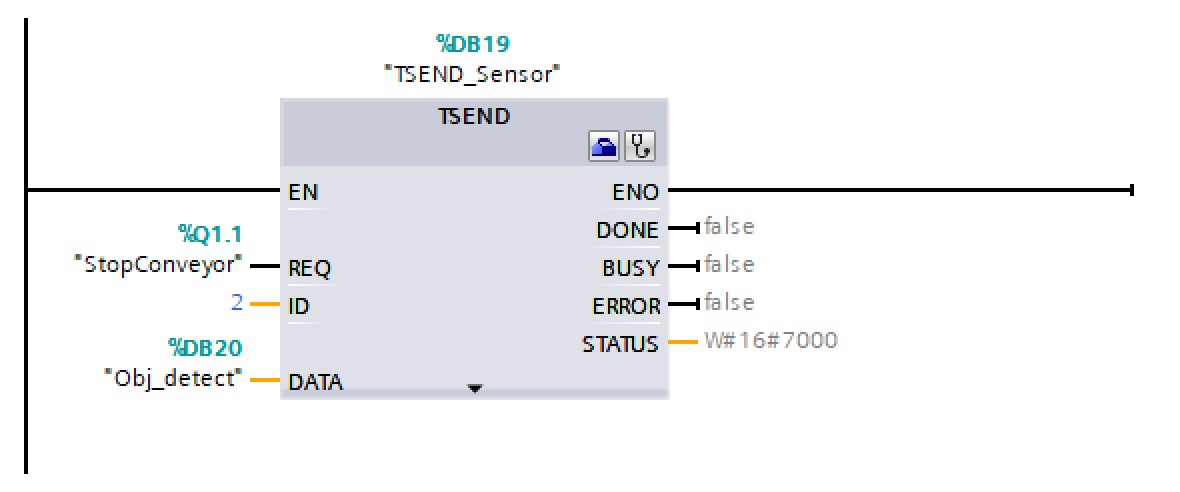 %DB19
"TSEND_Sensor"
TSEND
EN
ENO
%Q1.1
DONE
false
"StopConveyor"
REQ
BUSY
false
2
ID
ERROR
false
%DB20
STATUS
W#16#7000
"Obj_detect"
DATA